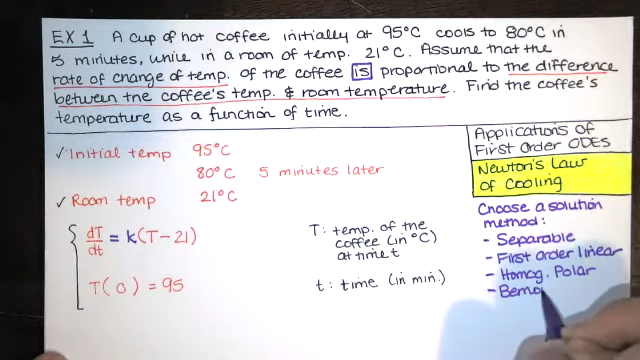 EX 1 A cup of hot coffee initially at 95°C cools to 80°C in
5 minutes, while in a room of temp. 21°C. Assume that the
rate of change of temp. of the coffee is proportional to the difference
between the coffee's temp. & room temperature. Find the coffee's
temperature as a function of time.
✓ Initial temp 95°C
80°C 5 minutes later
✓ Room temp 21°C
dT/dt = k(T-21)
T(0) = 95
T: temp. of the
coffee (in °C)
at time t
t: time (in min.)
Applications of
First Order ODES
Newton's Law
of Cooling
Choose a solution
method:
- Separable
- First Order linear
- Homog. Polar
- Berno